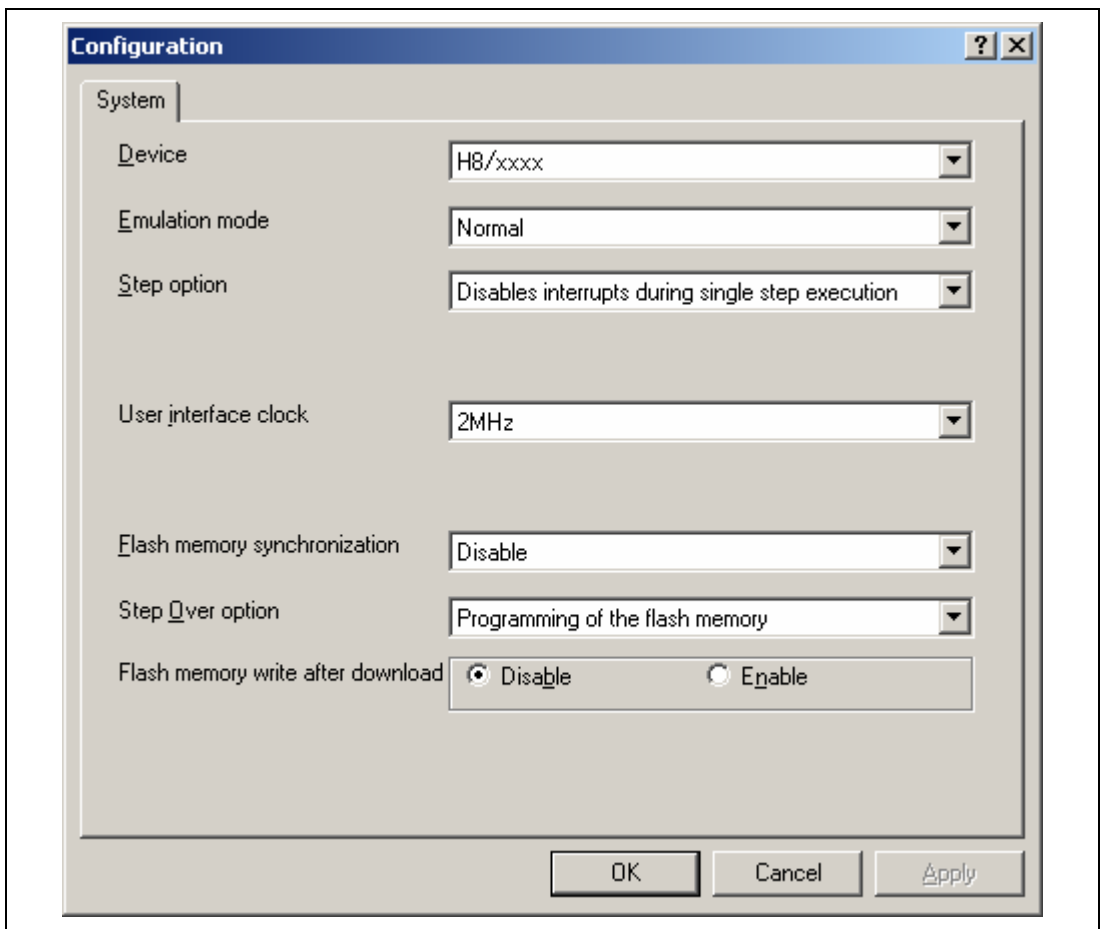 Configuration
System
Device H8/xxxx
Emulation mode Normal
Step option Disables interrupts during single step execution
User interface clock 2MHz
Flash memory synchronization Disable
Step Over option Programming of the flash memory
Flash memory write after download Disable Enable
OK Cancel Apply